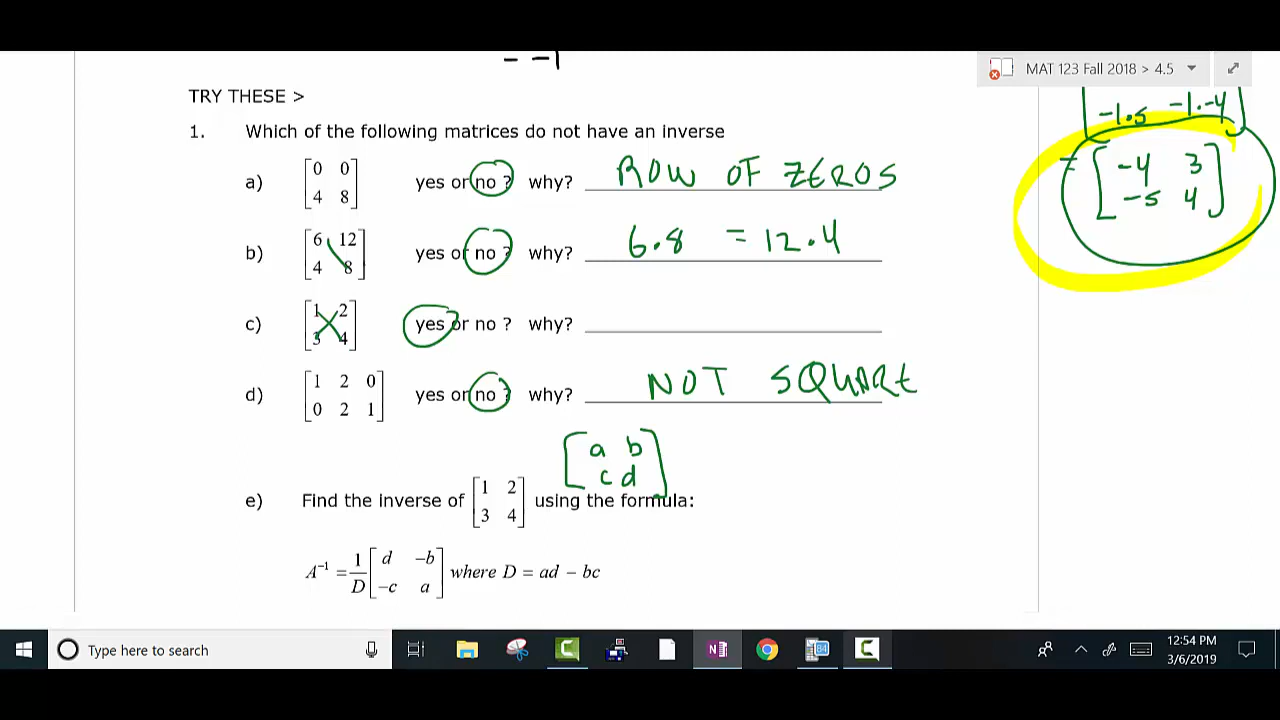 - -1
MAT 123 Fall 2018 > 4.5
TRY THESE >
-1·5 -1·-4
1. Which of the following matrices do not have an inverse
= [ -4 3
-5 4 ]
a) [ 0 0
4 8 ] yes or no ? why? ROW OF ZEROS
b) [ 6 12
4 8 ] yes or no ? why? 6·8 = 12·4
c) [ 1 2
3 4 ] yes or no ? why?
d) [ 1 2 0
0 2 1 ] yes or no ? why? NOT SQUARE
[ a b
c d ]
e) Find the inverse of [ 1 2
3 4 ] using the formula:
A⁻¹ = 1/D [ d -b
-c a ] where D = ad - bc
Type here to search
84
12:54 PM
3/6/2019